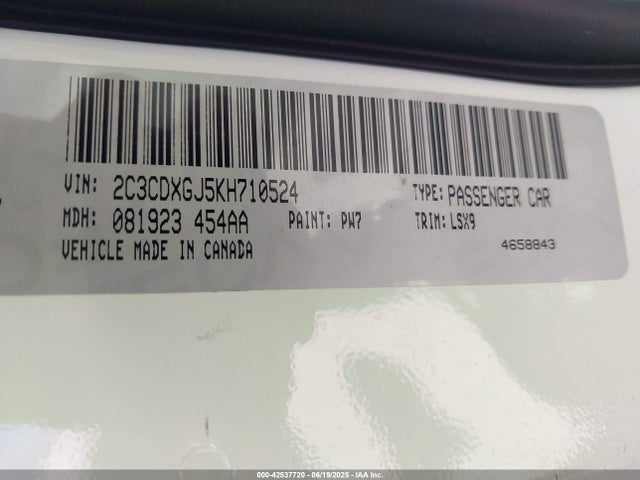 VIN: 2C3CDXGJ5KH710524 TYPE: PASSENGER CAR
MDH: 081923 454AA PAINT: PW7 TRIM: LSX9
VEHICLE MADE IN CANADA 4658843
000-42537720 - 06/19/2025 - IAA, Inc.